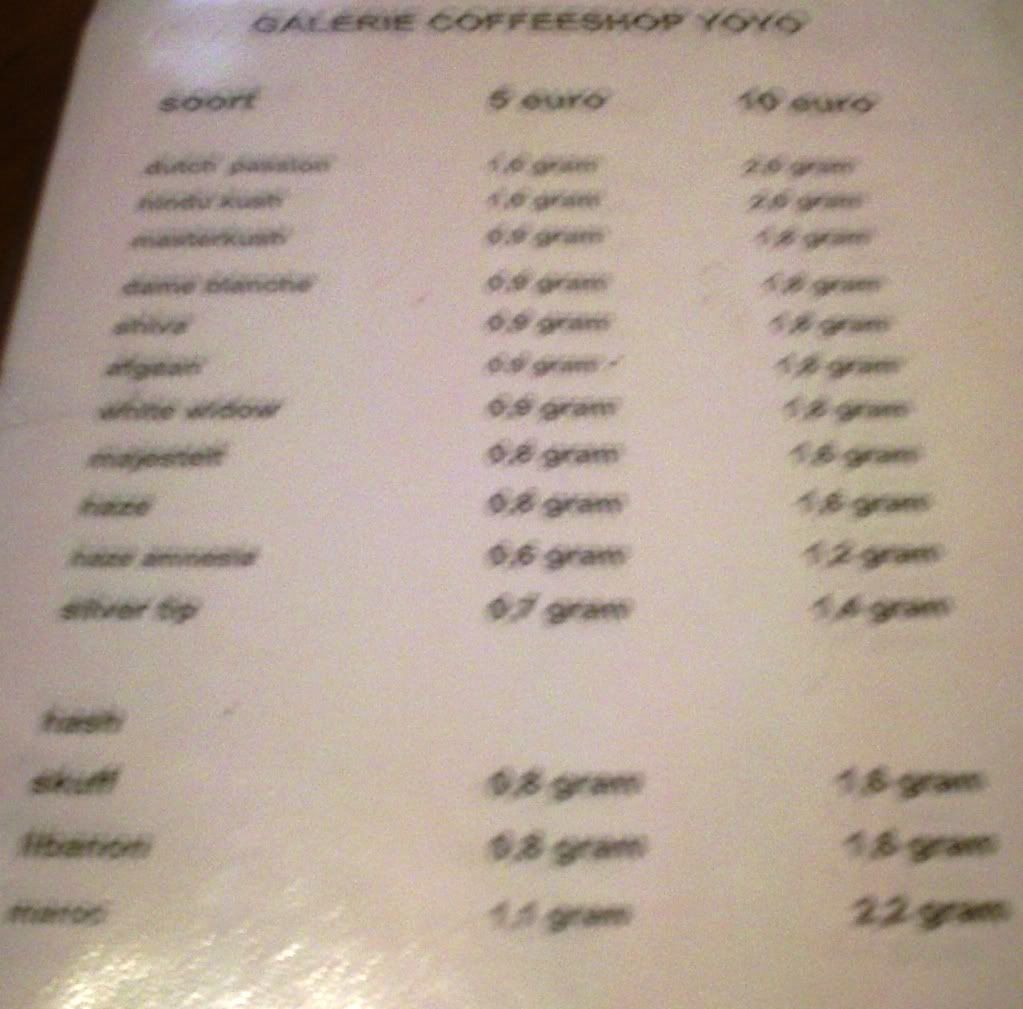 GALERIE COFFEESHOP YOYO
soort 5 euro 10 euro
dutch passion 1,0 gram 2,0 gram
hindu kush 1,0 gram 2,0 gram
masterkush 0,9 gram 1,8 gram
dame blanche 0,9 gram 1,8 gram
shiva 0,9 gram 1,8 gram
afgaan 0.9 gram 1,8 gram
white widow 0,9 gram 1,8 gram
majesteit 0,8 gram 1,6 gram
haze 0,8 gram 1,6 gram
haze amnesia 0,6 gram 1,2 gram
silver tip 0,7 gram 1,4 gram
hash
skuff 0,8 gram 1,6 gram
libanon 0,8 gram 1,6 gram
maroc 1,1 gram 2,2 gram